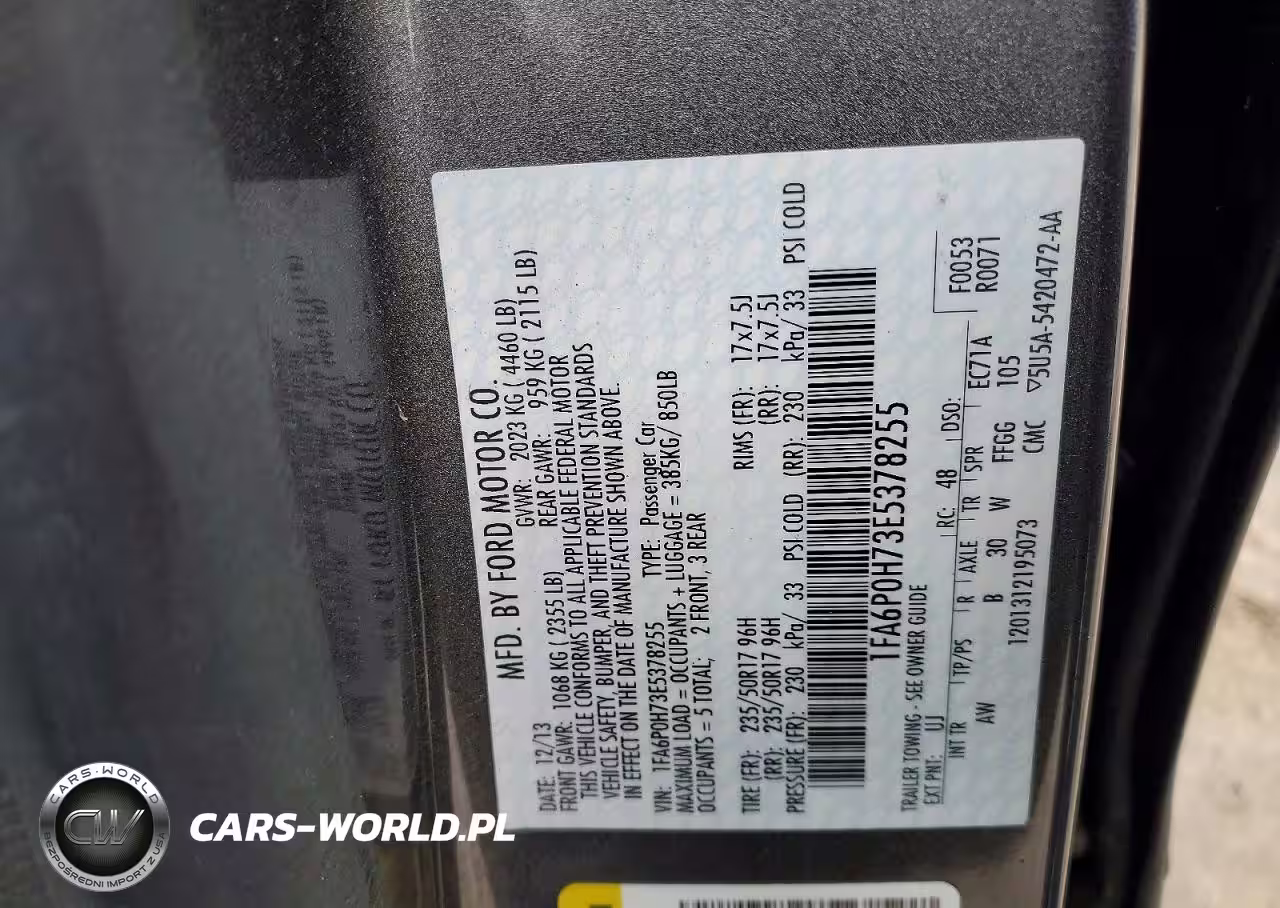 MFD. BY FORD MOTOR CO.
DATE: 12/13 GVWR: 2023 KG ( 4460 LB)
FRONT GAWR: 1068 KG ( 2355 LB) REAR GAWR: 959 KG ( 2115 LB)
THIS VEHICLE CONFORMS TO ALL APPLICABLE FEDERAL MOTOR
VEHICLE SAFETY, BUMPER, AND THEFT PREVENTION STANDARDS
IN EFFECT ON THE DATE OF MANUFACTURE SHOWN ABOVE.
VIN: 1FA6P0H73E5378255 TYPE: Passenger Car
MAXIMUM LOAD = OCCUPANTS + LUGGAGE = 385KG/ 850LB
OCCUPANTS = 5 TOTAL; 2 FRONT, 3 REAR
TIRE (FR): 235/50R17 96H RIMS (FR): 17x7.5J
(RR): 235/50R17 96H (RR): 17x7.5J
PRESSURE (FR): 230 kPa/ 33 PSI COLD (RR): 230 kPa/ 33 PSI COLD
1FA6P0H73E5378255
TRAILER TOWING - SEE OWNER GUIDE
F0053
R0071
EXT PNT: UJ RC: 48 DSO:
INT TR TP/PS R AXLE TR SPR EC71A
AW B 30 W FFGG 105
1201312195073 CMC ▽5U5A-5420472-AA
CARS-WORLD
CW
BEZPOŚREDNI IMPORT Z USA
CARS-WORLD.PL